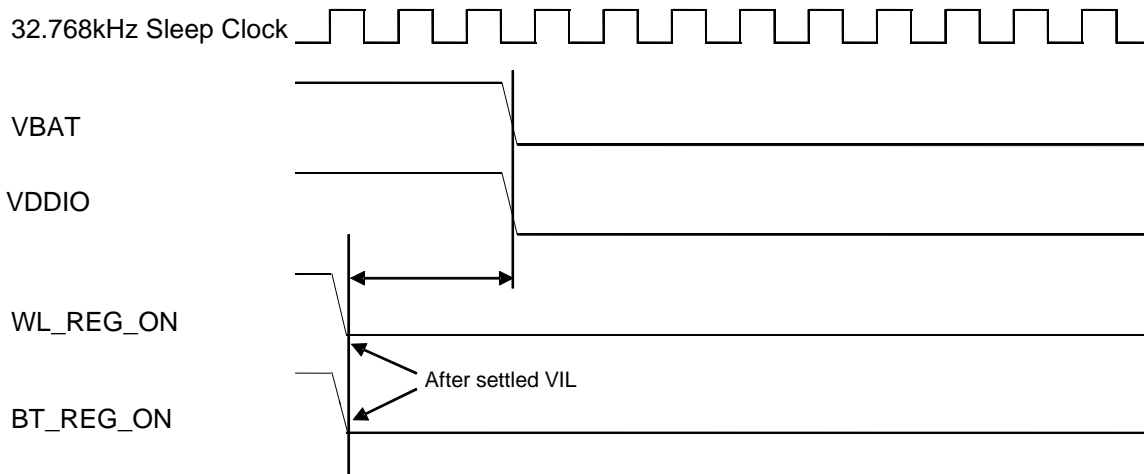 32.768kHz Sleep Clock
VBAT
VDDIO
WL_REG_ON
After settled VIL
BT_REG_ON